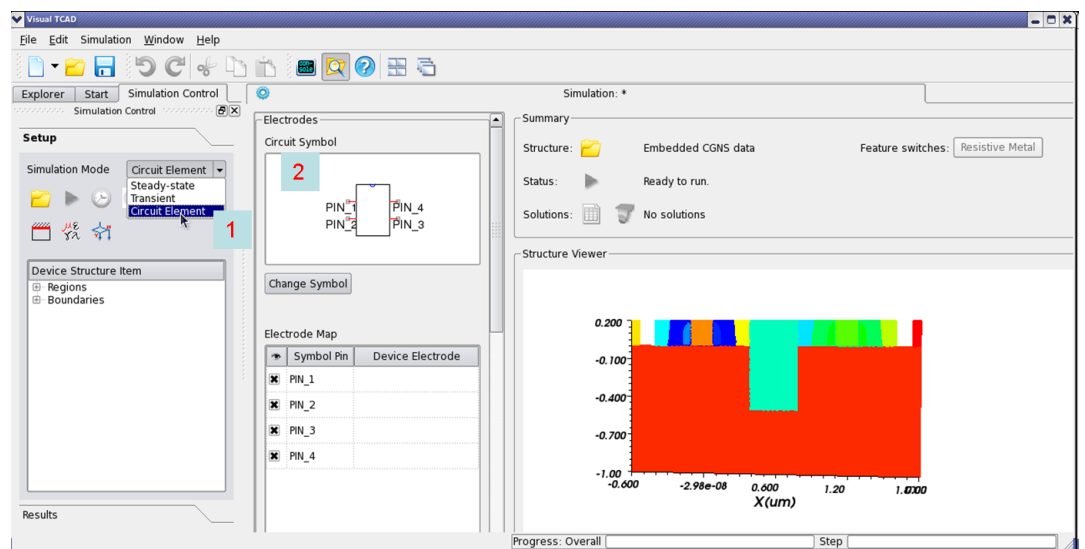 Visual TCAD
File Edit Simulation Window Help
Explorer Start Simulation Control
Simulation: *
Simulation Control
Setup
Simulation Mode Circuit Element
Steady-state
Transient
Circuit Element
1
Device Structure Item
Regions
Boundaries
Results
Electrodes
Circuit Symbol
2
PIN_1 PIN_4
PIN_2 PIN_3
Change Symbol
Electrode Map
Symbol Pin Device Electrode
PIN_1
PIN_2
PIN_3
PIN_4
Summary
Structure: Embedded CGNS data Feature switches: Resistive Metal
Status: Ready to run.
Solutions: No solutions
Structure Viewer
0.200
-0.100
-0.400
-0.700
-1.00
-0.600 -2.98e-08 0.600 1.20
X(um)
Progress: Overall Step